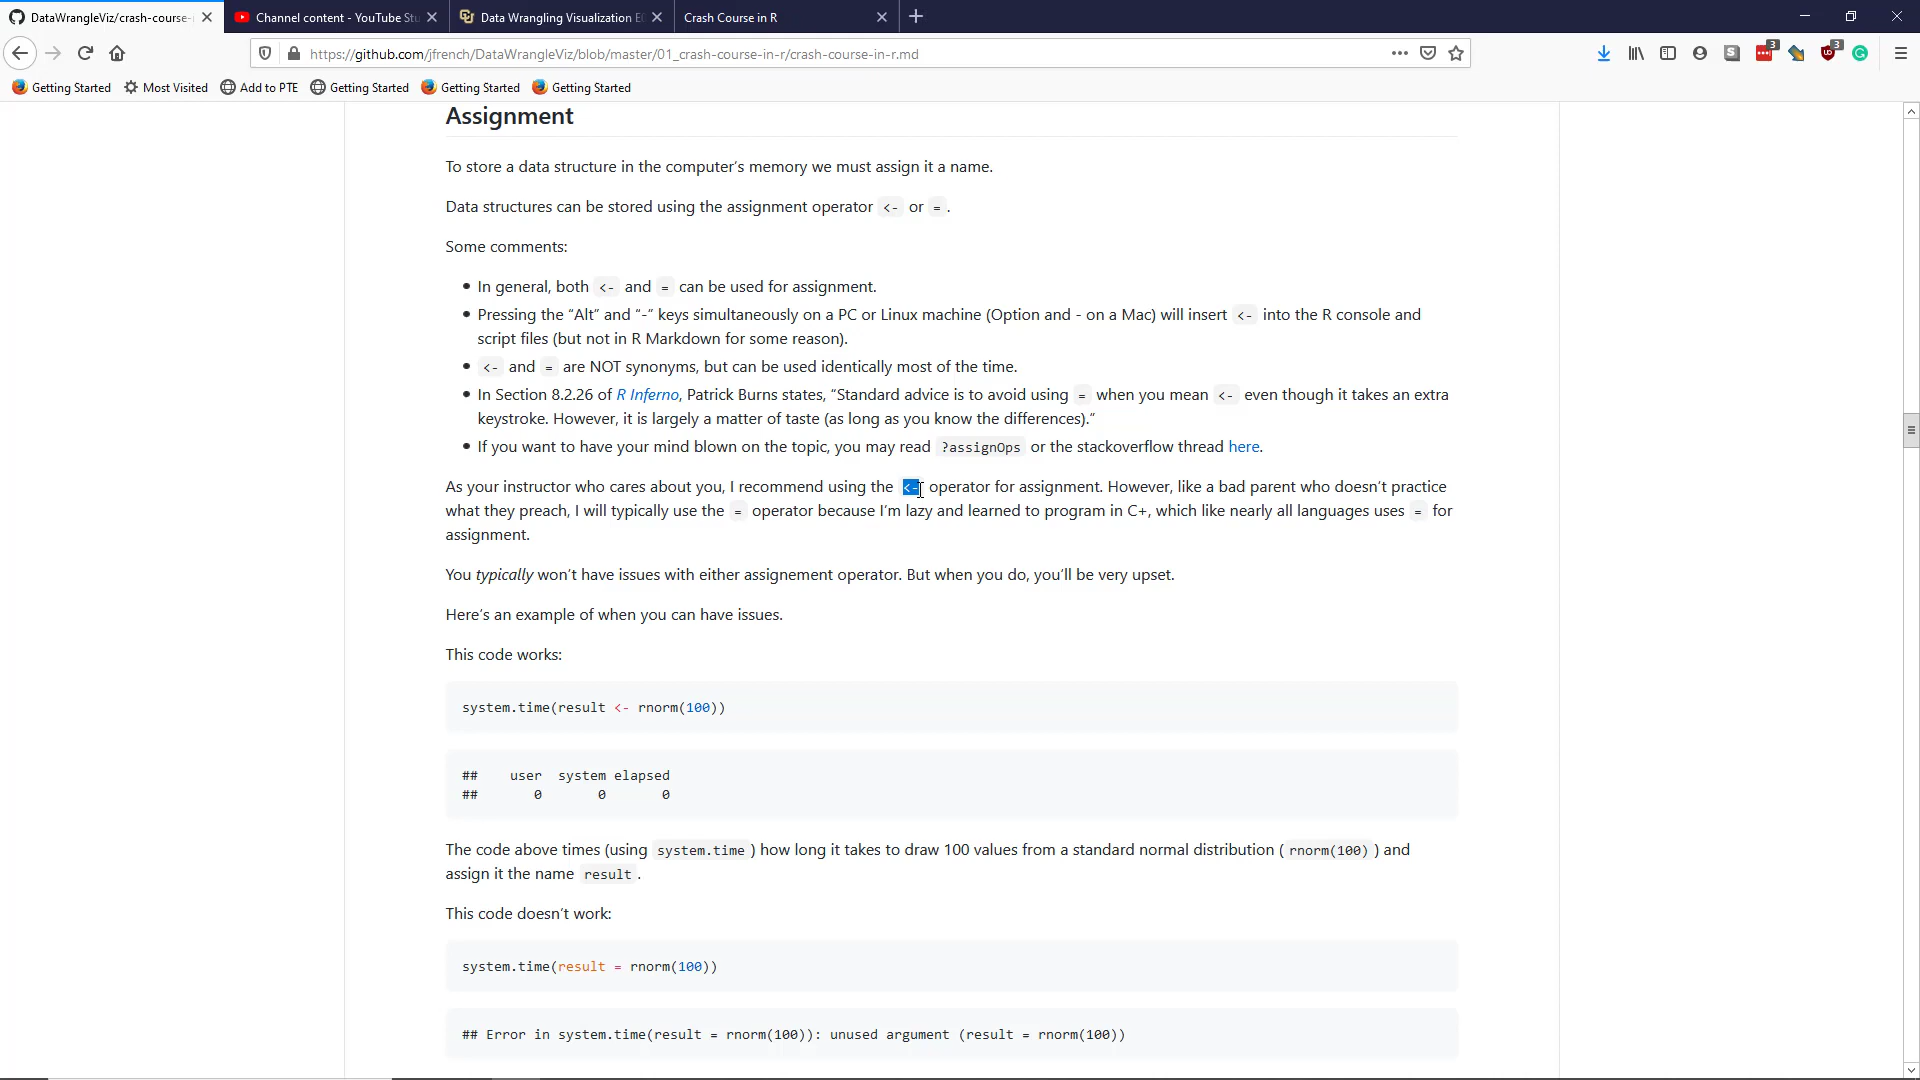 DataWrangleViz/crash-course-
Channel content - YouTube Stu
Data Wrangling Visualization EC
Crash Course in R
https://github.com/jfrench/DataWrangleViz/blob/master/01_crash-course-in-r/crash-course-in-r.md
3
3
Getting Started
Most Visited
Add to PTE
Getting Started
Getting Started
Getting Started
Assignment
To store a data structure in the computer’s memory we must assign it a name.
Data structures can be stored using the assignment operator <- or = .
Some comments:
• In general, both <- and = can be used for assignment.
• Pressing the “Alt” and “-” keys simultaneously on a PC or Linux machine (Option and - on a Mac) will insert <- into the R console and
script files (but not in R Markdown for some reason).
• <- and = are NOT synonyms, but can be used identically most of the time.
• In Section 8.2.26 of R Inferno, Patrick Burns states, “Standard advice is to avoid using = when you mean <- even though it takes an extra
keystroke. However, it is largely a matter of taste (as long as you know the differences).”
• If you want to have your mind blown on the topic, you may read ?assignOps or the stackoverflow thread here.
As your instructor who cares about you, I recommend using the <- operator for assignment. However, like a bad parent who doesn’t practice
what they preach, I will typically use the = operator because I’m lazy and learned to program in C+, which like nearly all languages uses = for
assignment.
You typically won’t have issues with either assignement operator. But when you do, you’ll be very upset.
Here’s an example of when you can have issues.
This code works:
system.time(result <- rnorm(100))
##    user  system elapsed
##       0       0       0
The code above times (using system.time ) how long it takes to draw 100 values from a standard normal distribution ( rnorm(100) ) and
assign it the name result .
This code doesn’t work:
system.time(result = rnorm(100))
## Error in system.time(result = rnorm(100)): unused argument (result = rnorm(100))